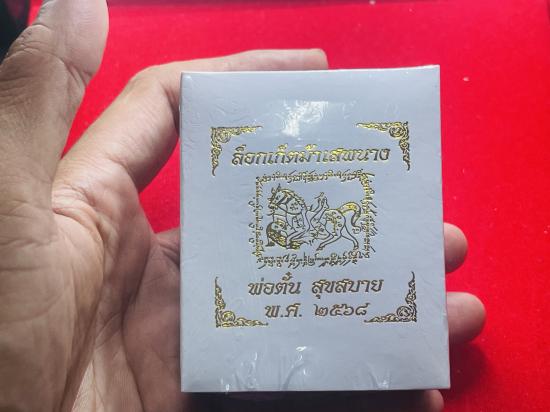 ล็อกเก็ตม้าเสพนาง
พ่อตั๋น สุขสบาย
พ.ศ. ๒๕๖๘